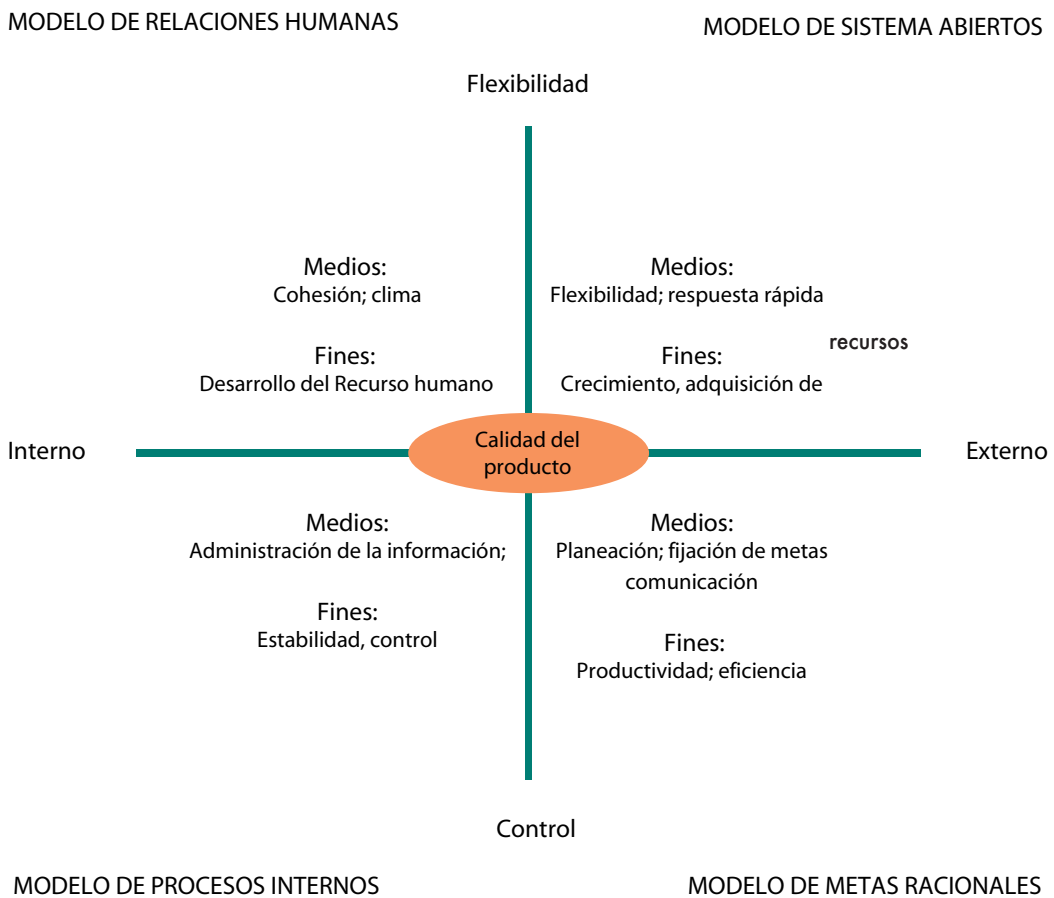 MODELO DE RELACIONES HUMANAS
MODELO DE SISTEMA ABIERTOS
Flexibilidad
Medios:
Cohesión; clima
Fines:
Desarrollo del Recurso humano
Medios:
Flexibilidad; respuesta rápida
recursos
Fines:
Crecimiento, adquisición de
Interno
Calidad del
producto
Externo
Medios:
Administración de la información;
Fines:
Estabilidad, control
Medios:
Planeación; fijación de metas
comunicación
Fines:
Productividad; eficiencia
Control
MODELO DE PROCESOS INTERNOS
MODELO DE METAS RACIONALES